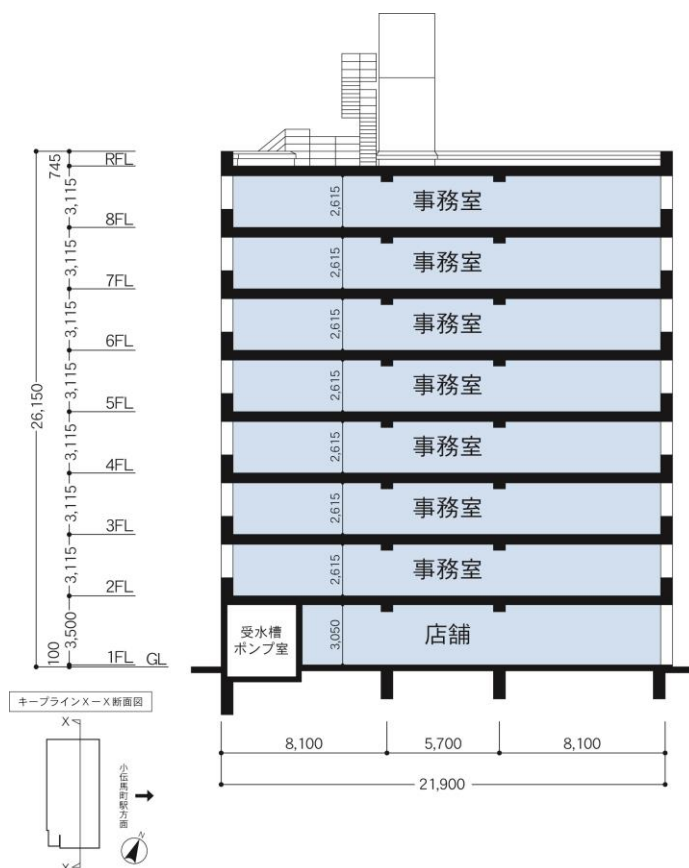 745
RFL
3,115
2,615
事務室
8FL
3,115
2,615
事務室
7FL
3,115
2,615
事務室
6FL
3,115
2,615
事務室
5FL
26,150
3,115
2,615
事務室
4FL
3,115
2,615
事務室
3FL
3,115
2,615
事務室
2FL
3,500
3,050
受水槽
ポンプ室
店舗
100
1FL
GL
8,100
5,700
8,100
21,900
キープラインX－X断面図
X
小伝馬町駅方面
N
X